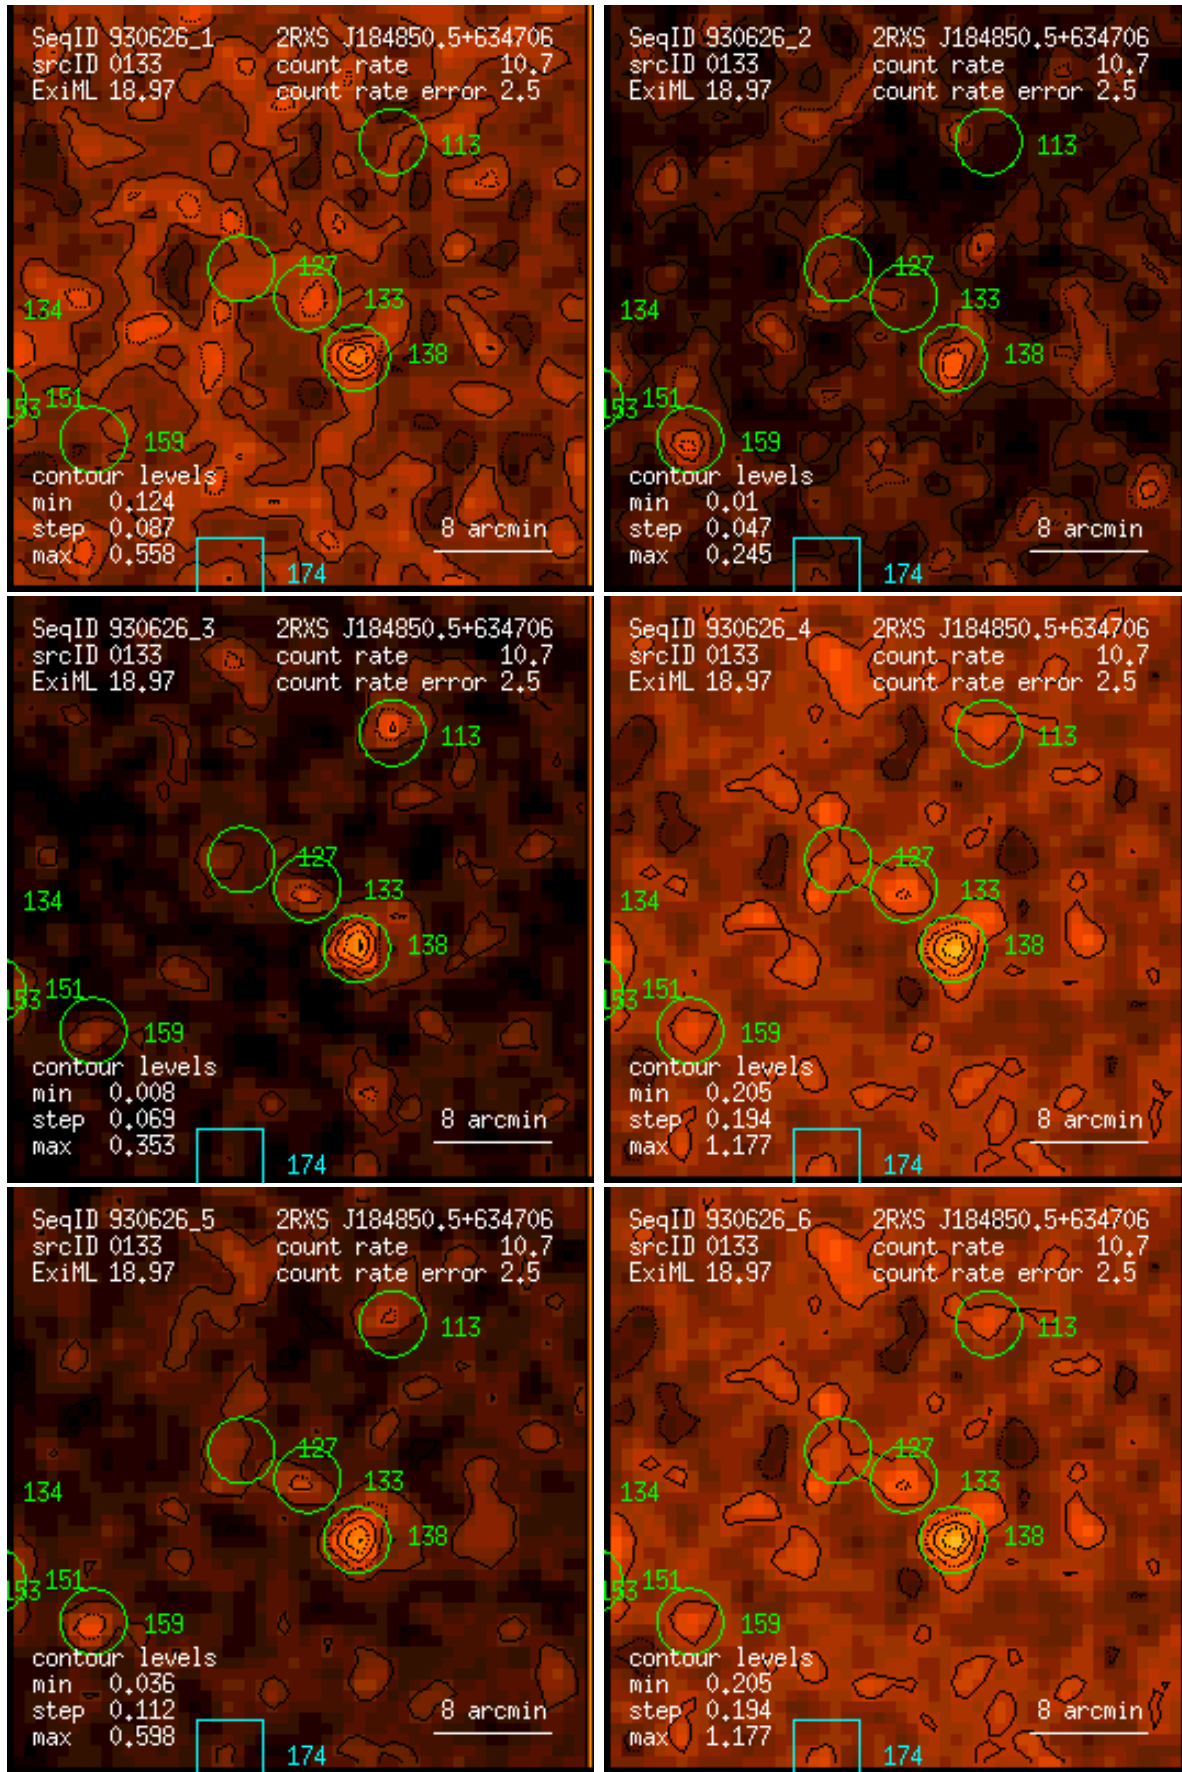 SeqID 930626_1 2RXS J184850.5+634706
srcID 0133 count rate 10.7
ExiML 18.97 count rate error 2.5
113
127
133
134
138
151
153
159
contour levels
min 0.124
step 0.087 8 arcmin
max 0.558
174
SeqID 930626_2 2RXS J184850.5+634706
srcID 0133 count rate 10.7
ExiML 18.97 count rate error 2.5
113
127
133
134
138
151
153
159
contour levels
min 0.01
step 0.047 8 arcmin
max 0.245
174
SeqID 930626_3 2RXS J184850.5+634706
srcID 0133 count rate 10.7
ExiML 18.97 count rate error 2.5
113
127
133
134
138
151
153
159
contour levels
min 0.008
step 0.069 8 arcmin
max 0.353
174
SeqID 930626_4 2RXS J184850.5+634706
srcID 0133 count rate 10.7
ExiML 18.97 count rate error 2.5
113
127
133
134
138
151
153
159
contour levels
min 0.205
step 0.194 8 arcmin
max 1.177
174
SeqID 930626_5 2RXS J184850.5+634706
srcID 0133 count rate 10.7
ExiML 18.97 count rate error 2.5
113
127
133
134
138
151
153
159
contour levels
min 0.036
step 0.112 8 arcmin
max 0.598
174
SeqID 930626_6 2RXS J184850.5+634706
srcID 0133 count rate 10.7
ExiML 18.97 count rate error 2.5
113
127
133
134
138
151
153
159
contour levels
min 0.205
step 0.194 8 arcmin
max 1.177
174